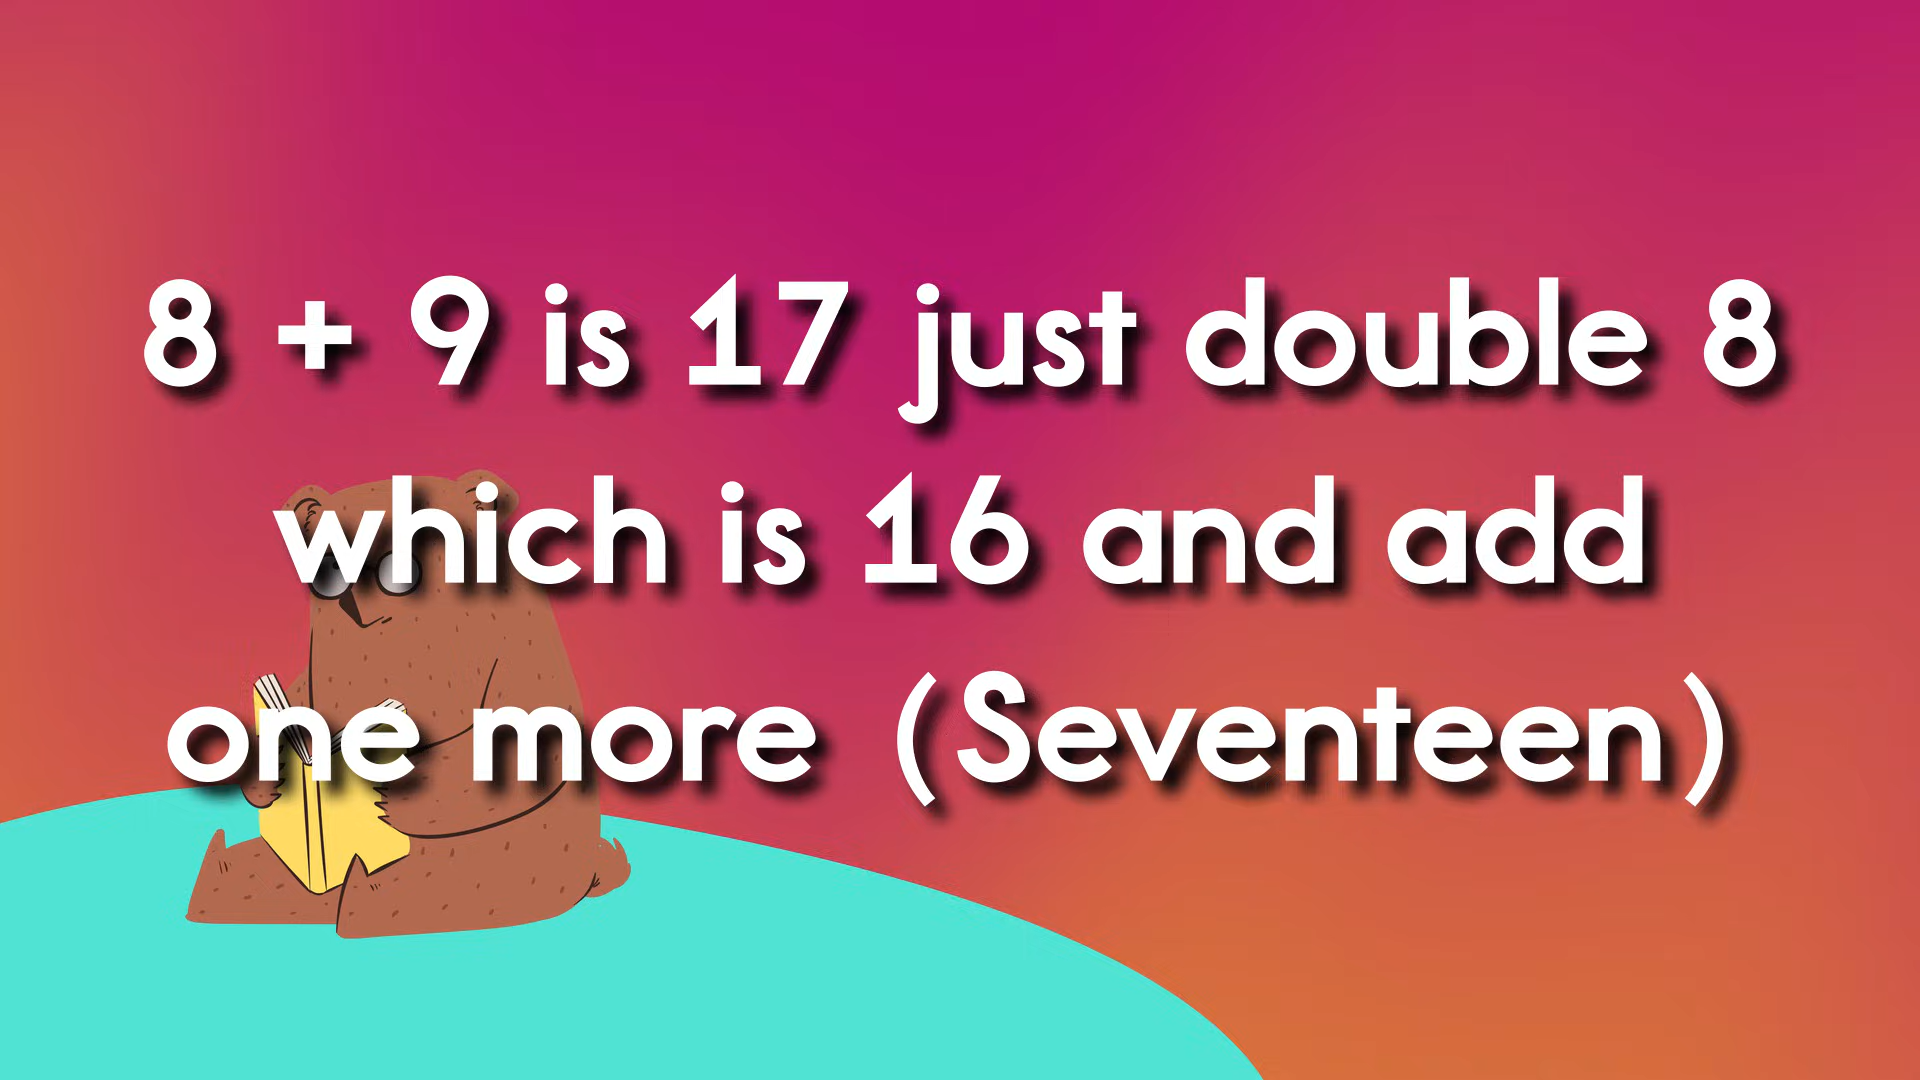 8 + 9 is 17 just double 8
which is 16 and add
one more (Seventeen)